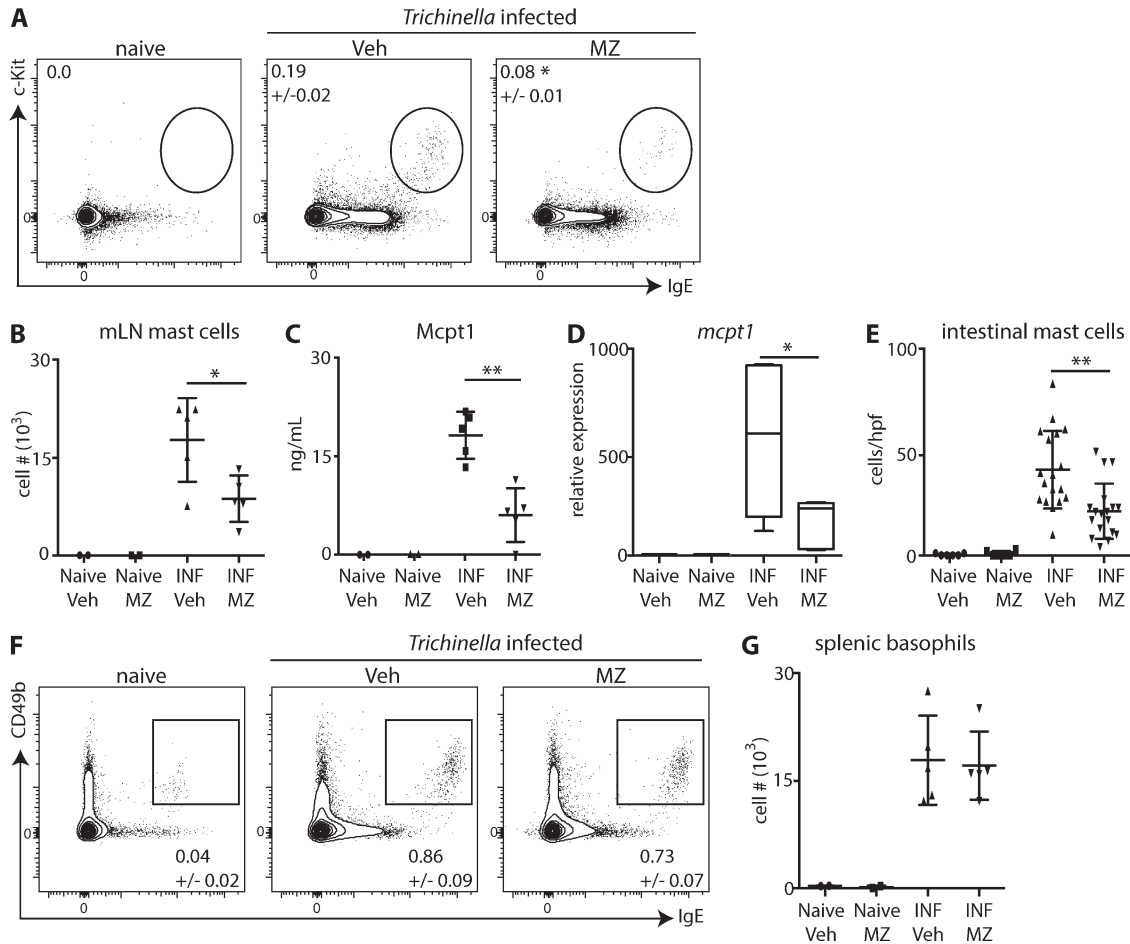 A
Trichinella infected
naive
Veh
MZ
c-Kit
0.0
0.19
+/-0.02
0.08 *
+/- 0.01
0
0
0
0
0
0
IgE
B
mLN mast cells
cell # (10³)
30
15
0
*
Naive Veh
Naive MZ
INF Veh
INF MZ
C
Mcpt1
ng/mL
30
15
0
**
Naive Veh
Naive MZ
INF Veh
INF MZ
D
mcpt1
relative expression
1000
500
0
*
Naive Veh
Naive MZ
INF Veh
INF MZ
E
intestinal mast cells
cells/hpf
100
50
0
**
Naive Veh
Naive MZ
INF Veh
INF MZ
F
Trichinella infected
naive
Veh
MZ
CD49b
0
0
0
0.04
+/- 0.02
0.86
+/- 0.09
0.73
+/- 0.07
0
0
0
IgE
G
splenic basophils
cell # (10³)
30
15
0
Naive Veh
Naive MZ
INF Veh
INF MZ